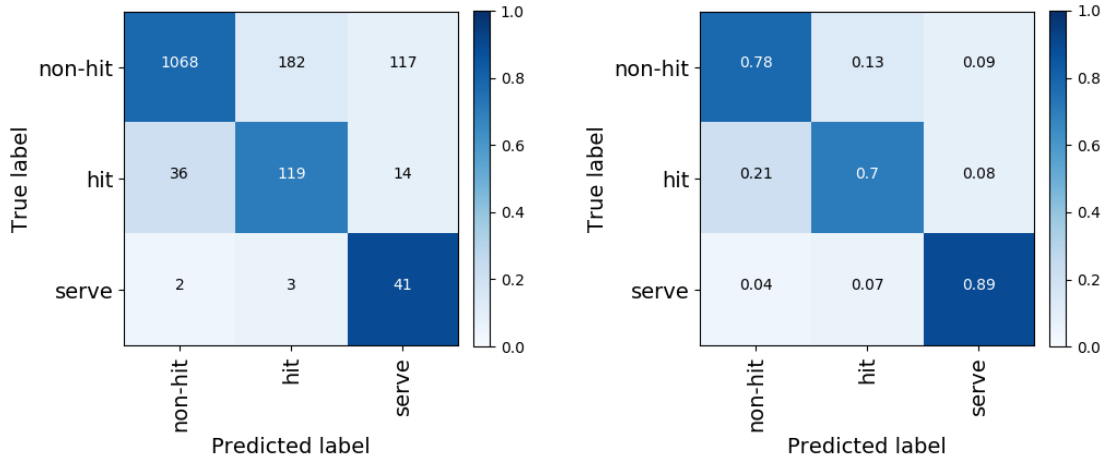 non-hit 1068 182 117
hit 36 119 14
serve 2 3 41
non-hit hit serve
True label
Predicted label
1.0
0.8
0.6
0.4
0.2
0.0
non-hit 0.78 0.13 0.09
hit 0.21 0.7 0.08
serve 0.04 0.07 0.89
non-hit hit serve
True label
Predicted label
1.0
0.8
0.6
0.4
0.2
0.0